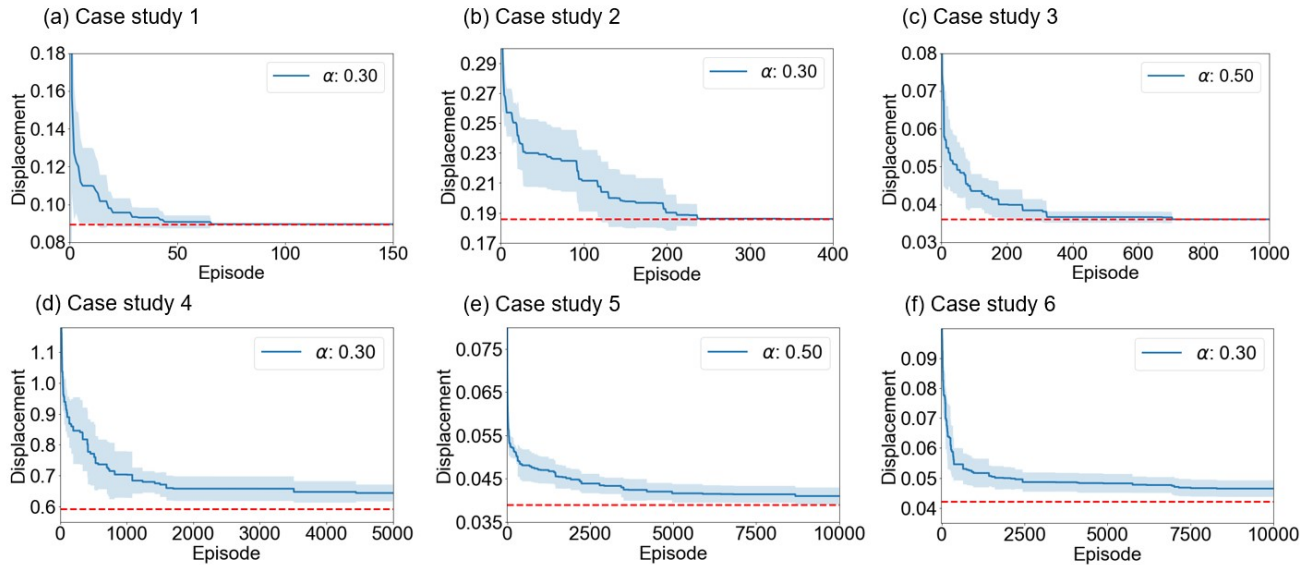 (a) Case study 1
(b) Case study 2
(c) Case study 3
0.18
0.16
0.14
0.12
0.10
0.08
Displacement
α: 0.30
0 50 100 150
Episode
0.29
0.27
0.25
0.23
0.21
0.19
0.17
Displacement
α: 0.30
0 100 200 300 400
Episode
0.08
0.07
0.06
0.05
0.04
0.03
Displacement
α: 0.50
0 200 400 600 800 1000
Episode
(d) Case study 4
(e) Case study 5
(f) Case study 6
1.1
1.0
0.9
0.8
0.7
0.6
Displacement
α: 0.30
0 1000 2000 3000 4000 5000
Episode
0.075
0.065
0.055
0.045
0.035
Displacement
α: 0.50
0 2500 5000 7500 10000
Episode
0.09
0.08
0.07
0.06
0.05
0.04
Displacement
α: 0.30
0 2500 5000 7500 10000
Episode